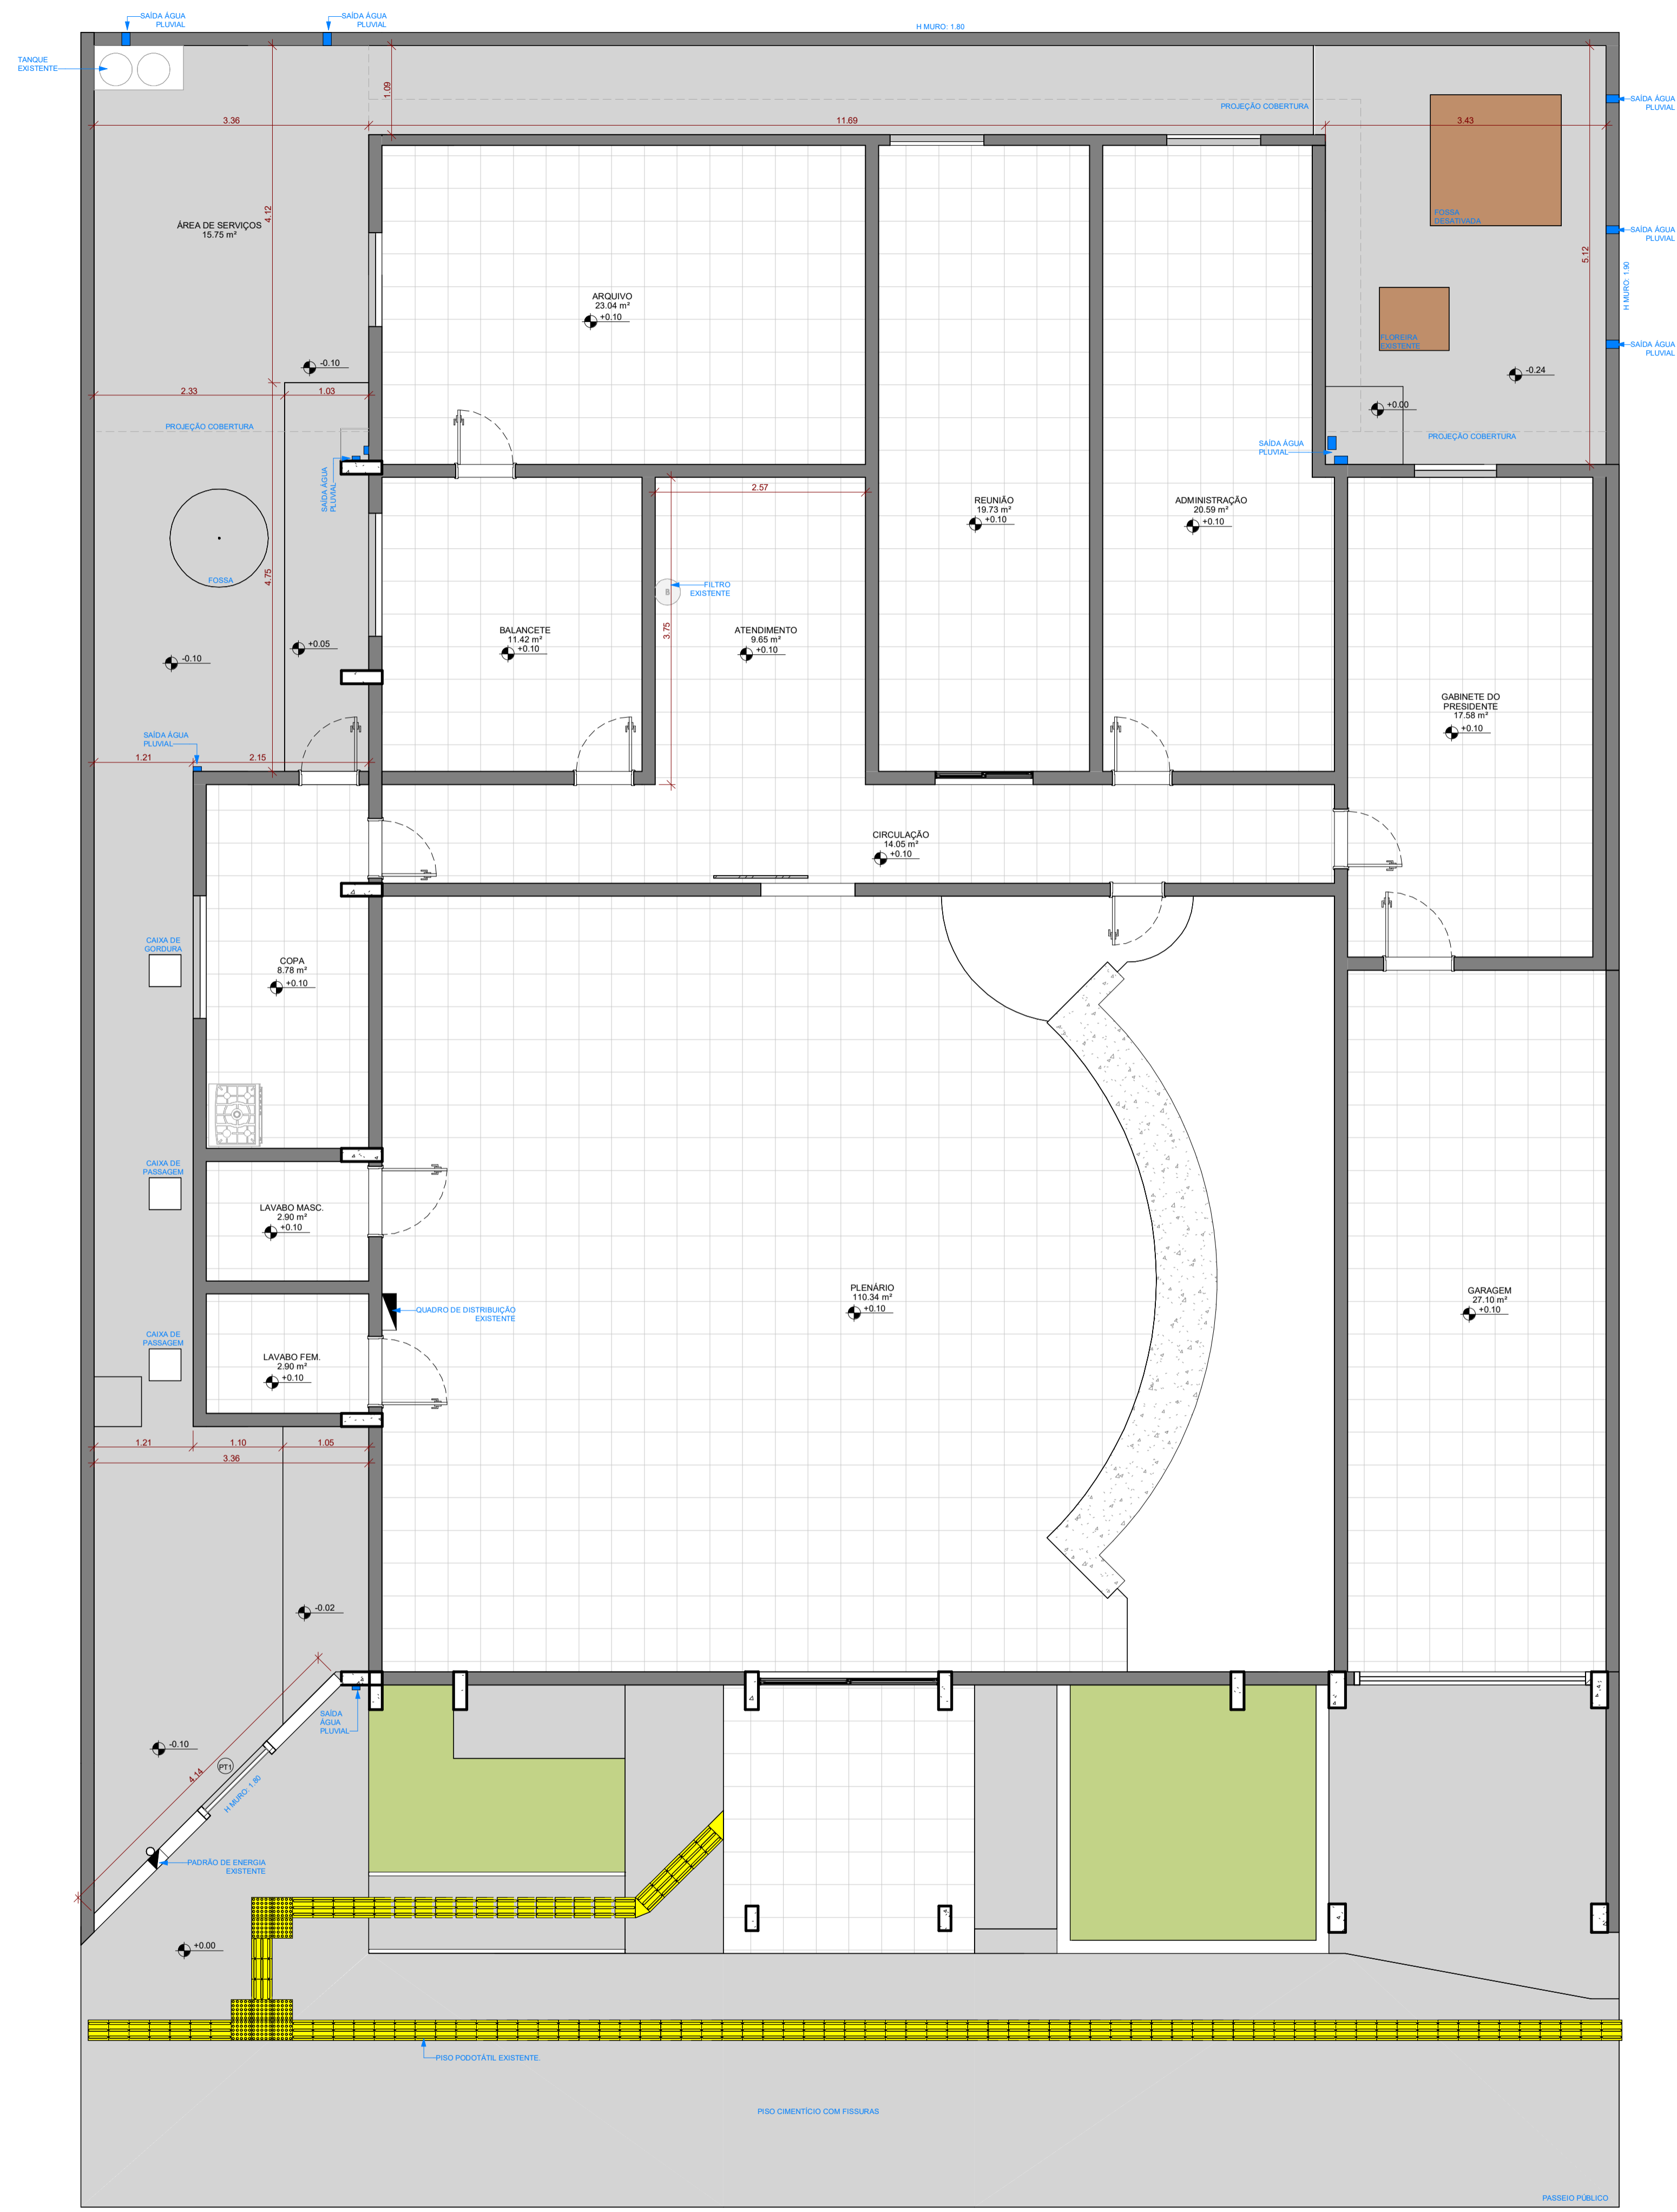 SAÍDA ÁGUA
PLUVIAL
SAÍDA ÁGUA
PLUVIAL
H MURO: 1.80
TANQUE
EXISTENTE
1.09
SAÍDA ÁGUA
PLUVIAL
PROJEÇÃO COBERTURA
3.36
11.69
3.43
4.12
ÁREA DE SERVIÇOS
15.75 m²
FOSSA
DESATIVADA
SAÍDA ÁGUA
PLUVIAL
5.12
H MURO: 1.90
ARQUIVO
23.04 m²
+0.10
FLOREIRA
EXISTENTE
SAÍDA ÁGUA
PLUVIAL
-0.10
-0.24
2.33
1.03
+0.00
PROJEÇÃO COBERTURA
PROJEÇÃO COBERTURA
SAÍDA ÁGUA
PLUVIAL
SAÍDA ÁGUA
PLUVIAL
2.57
REUNIÃO
19.73 m²
+0.10
ADMINISTRAÇÃO
20.59 m²
+0.10
FOSSA
4.75
B
FILTRO
EXISTENTE
3.75
BALANCETE
11.42 m²
+0.10
ATENDIMENTO
9.65 m²
+0.10
+0.05
-0.10
GABINETE DO
PRESIDENTE
17.58 m²
+0.10
SAÍDA ÁGUA
PLUVIAL
1.21
2.15
CIRCULAÇÃO
14.05 m²
+0.10
CAIXA DE
GORDURA
COPA
8.78 m²
+0.10
CAIXA DE
PASSAGEM
LAVABO MASC.
2.90 m²
+0.10
PLENÁRIO
110.34 m²
+0.10
GARAGEM
27.10 m²
+0.10
QUADRO DE DISTRIBUIÇÃO
EXISTENTE
CAIXA DE
PASSAGEM
LAVABO FEM.
2.90 m²
+0.10
1.21
1.10
1.05
3.36
-0.02
SAÍDA
ÁGUA
PLUVIAL
-0.10
PT1
4.14
H MURO: 1.80
PADRÃO DE ENERGIA
EXISTENTE
+0.00
PISO PODOTÁTIL EXISTENTE.
PISO CIMENTÍCIO COM FISSURAS
PASSEIO PÚBLICO